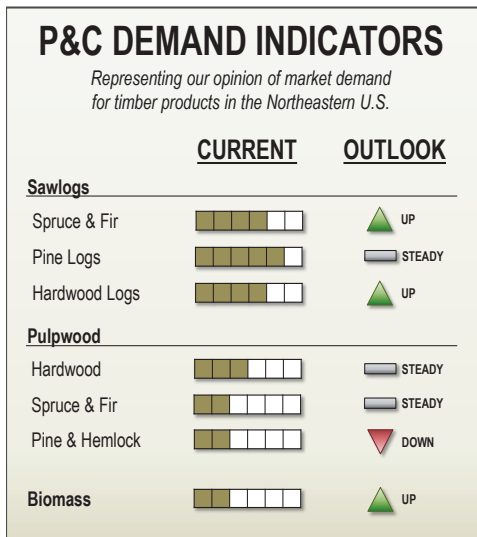 P&C DEMAND INDICATORS
Representing our opinion of market demand
for timber products in the Northeastern U.S.
CURRENT OUTLOOK
Sawlogs
Spruce & Fir UP
Pine Logs STEADY
Hardwood Logs UP
Pulpwood
Hardwood STEADY
Spruce & Fir STEADY
Pine & Hemlock DOWN
Biomass UP